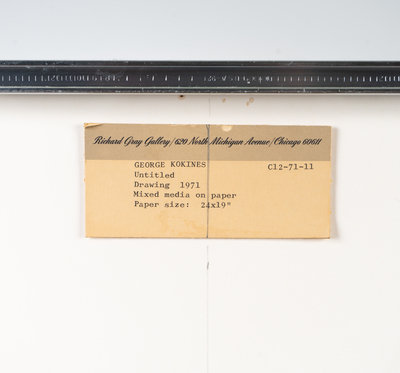 Richard Gray Gallery/620 North Michigan Avenue/Chicago 60611
GEORGE KOKINES C12-71-11
Untitled
Drawing 1971
Mixed media on paper
Paper size: 24x19"